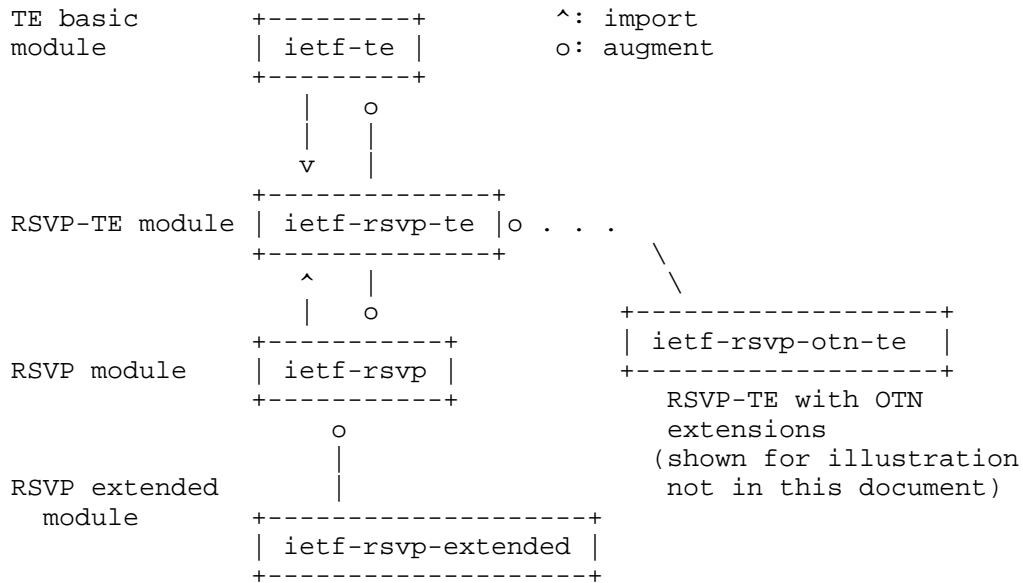 TE basic       +---------+         ^: import
module         | ietf-te |         o: augment
               +---------+
                  |   o
                  |   |
                  v   |
               +--------------+
RSVP-TE module | ietf-rsvp-te |o . . .
               +--------------+         \
                  ^   |                  \
                  |   o               +-------------------+
               +-----------+          | ietf-rsvp-otn-te  |
RSVP module    | ietf-rsvp |          +-------------------+
               +-----------+             RSVP-TE with OTN
                    o                    extensions
                    |                   (shown for illustration
RSVP extended       |                    not in this document)
  module       +--------------------+
               | ietf-rsvp-extended |
               +--------------------+